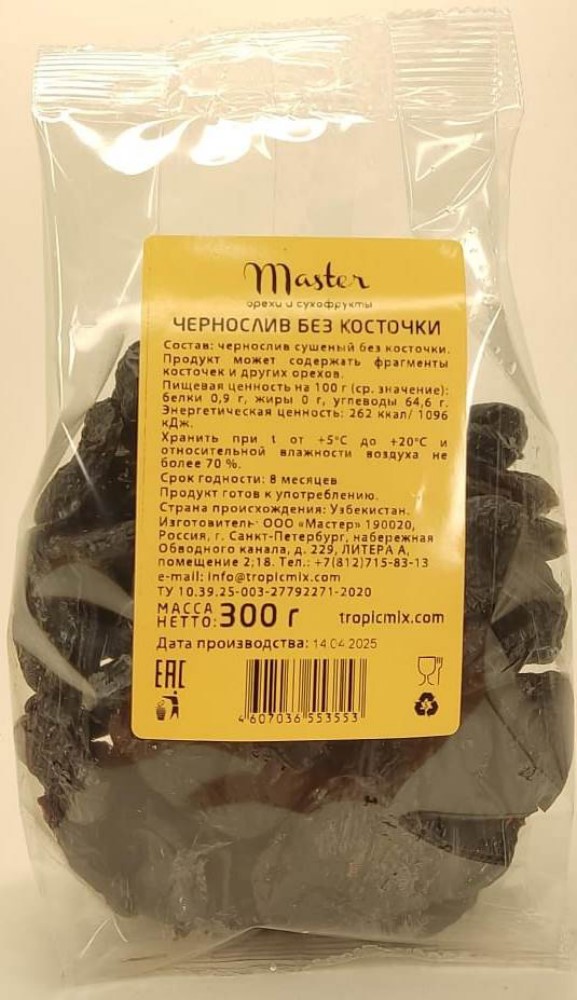 Master
орехи и сухофрукты
ЧЕРНОСЛИВ БЕЗ КОСТОЧКИ
Состав: чернослив сушеный без косточки.
Продукт может содержать фрагменты
косточек и других орехов.
Пищевая ценность на 100 г (ср. значение):
белки 0,9 г, жиры 0 г, углеводы 64,6 г.
Энергетическая ценность: 262 ккал/ 1096
кДж.
Хранить при t от +5°C до +20°C и
относительной влажности воздуха не
более 70 %.
Срок годности: 8 месяцев
Продукт готов к употреблению.
Страна происхождения: Узбекистан.
Изготовитель: ООО «Мастер» 190020,
Россия, г. Санкт-Петербург, набережная
Обводного канала, д. 229, ЛИТЕРА А,
помещение 2;18. Тел.: +7(812)715-83-13
e-mail: info@tropicmix.com
ТУ 10.39.25-003-27792271-2020
МАССА НЕТТО: 300 г tropicmix.com
Дата производства: 14.04.2025
EAC
4 607036 553553